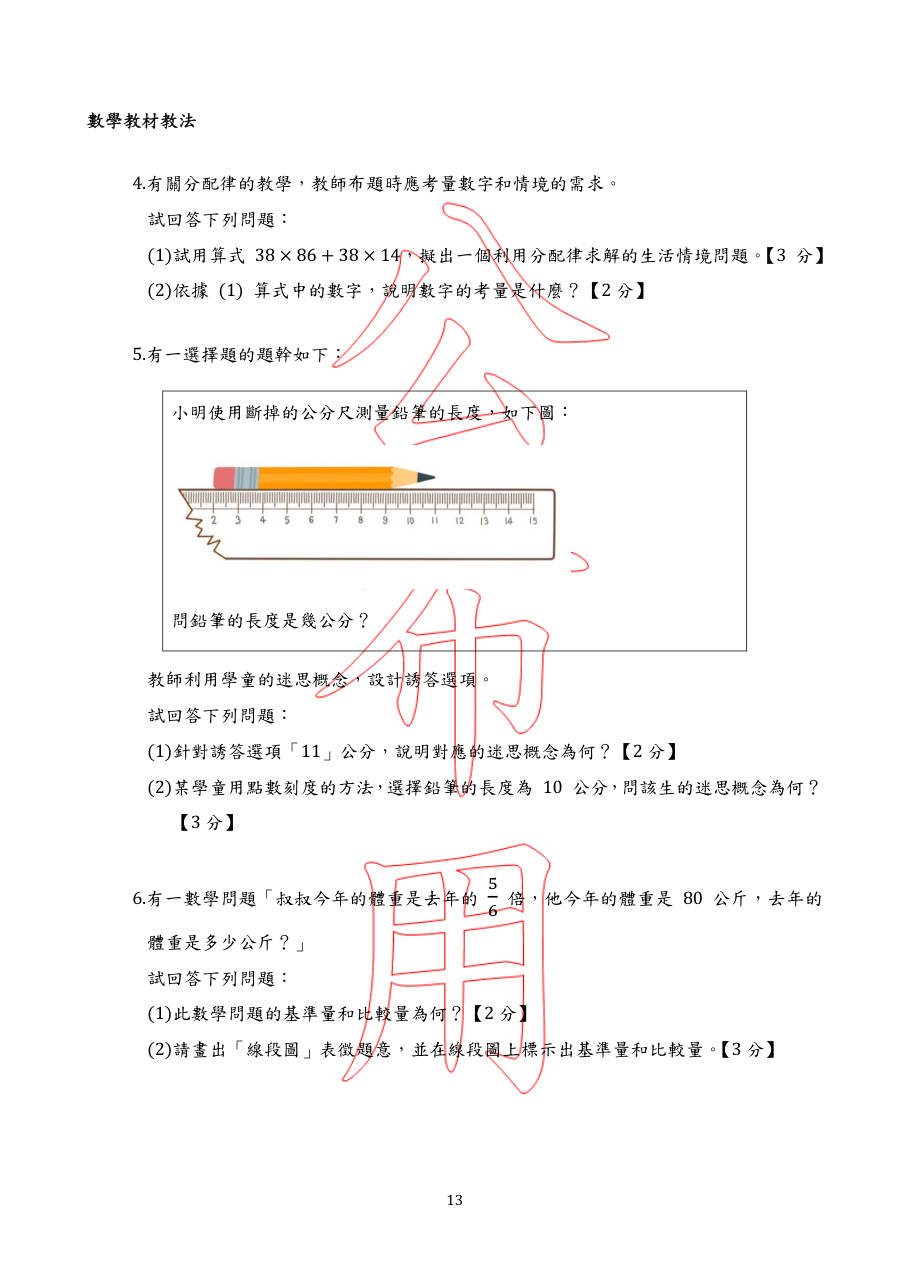 數學教材教法
4.有關分配律的教學，教師布題時應考量數字和情境的需求。
試回答下列問題：
(1)試用算式 38 × 86 + 38 × 14，擬出一個利用分配律求解的生活情境問題。【3 分】
(2)依據 (1) 算式中的數字，說明數字的考量是什麼？【2 分】
5.有一選擇題的題幹如下：
小明使用斷掉的公分尺測量鉛筆的長度，如下圖：
2 3 4 5 6 7 8 9 10 11 12 13 14 15
問鉛筆的長度是幾公分？
教師利用學童的迷思概念，設計誘答選項。
試回答下列問題：
(1)針對誘答選項「11」公分，說明對應的迷思概念為何？【2 分】
(2)某學童用點數刻度的方法，選擇鉛筆的長度為 10 公分，問該生的迷思概念為何？
【3 分】
6.有一數學問題「叔叔今年的體重是去年的 5/6 倍，他今年的體重是 80 公斤，去年的
體重是多少公斤？」
試回答下列問題：
(1)此數學問題的基準量和比較量為何？【2 分】
(2)請畫出「線段圖」表徵題意，並在線段圖上標示出基準量和比較量。【3 分】
公
布
用
13